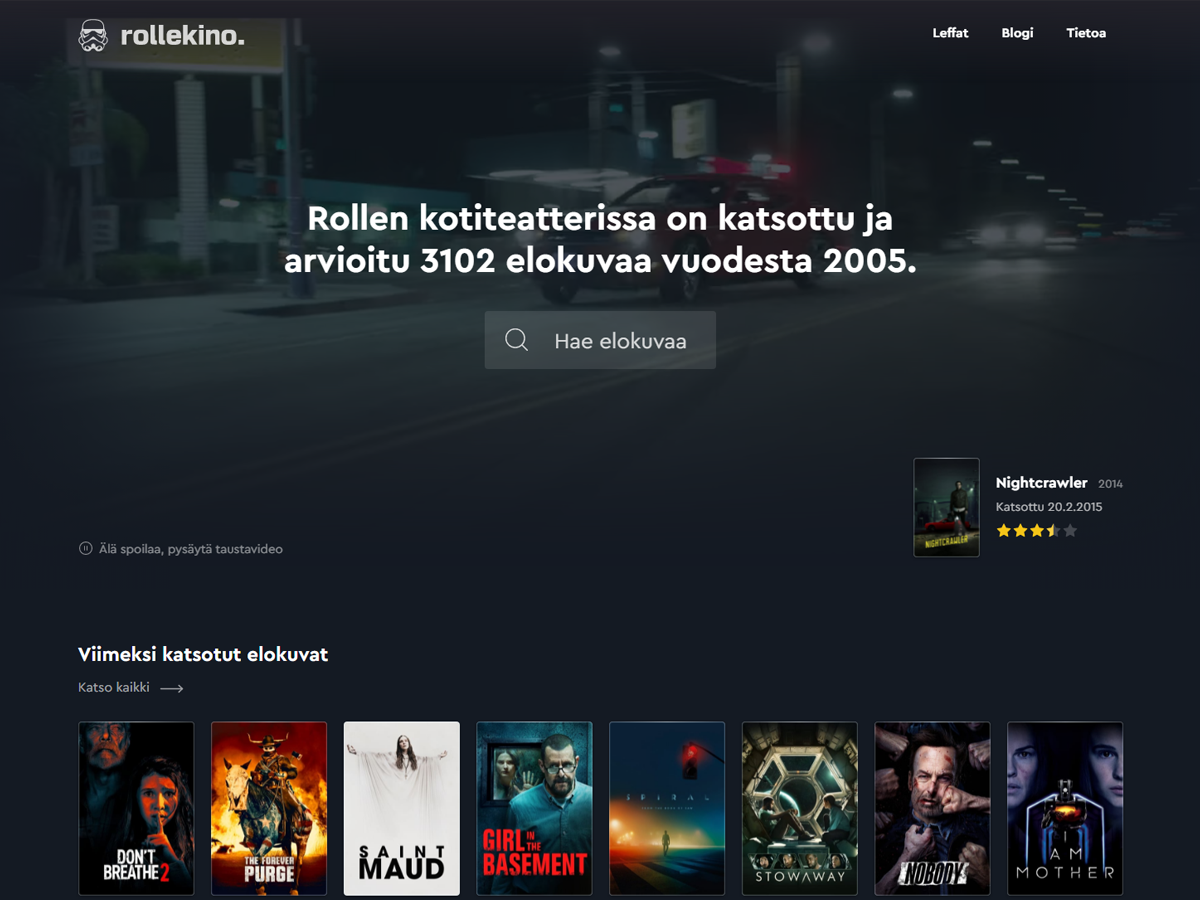 rollekino.
Leffat
Blogi
Tietoa
Rollen kotiteatterissa on katsottu ja
arvioitu 3102 elokuvaa vuodesta 2005.
Hae elokuvaa
NIGHTCRAWLER
Nightcrawler 2014
Katsottu 20.2.2015
Älä spoilaa, pysäytä taustavideo
Viimeksi katsotut elokuvat
Katso kaikki
DON'T
BREATHE 2
THE FOREVER
PURGE
SAINT
MAUD
GIRL IN THE
BASEMENT
SPIRAL
STOWAWAY
NOBODY
I AM
MOTHER